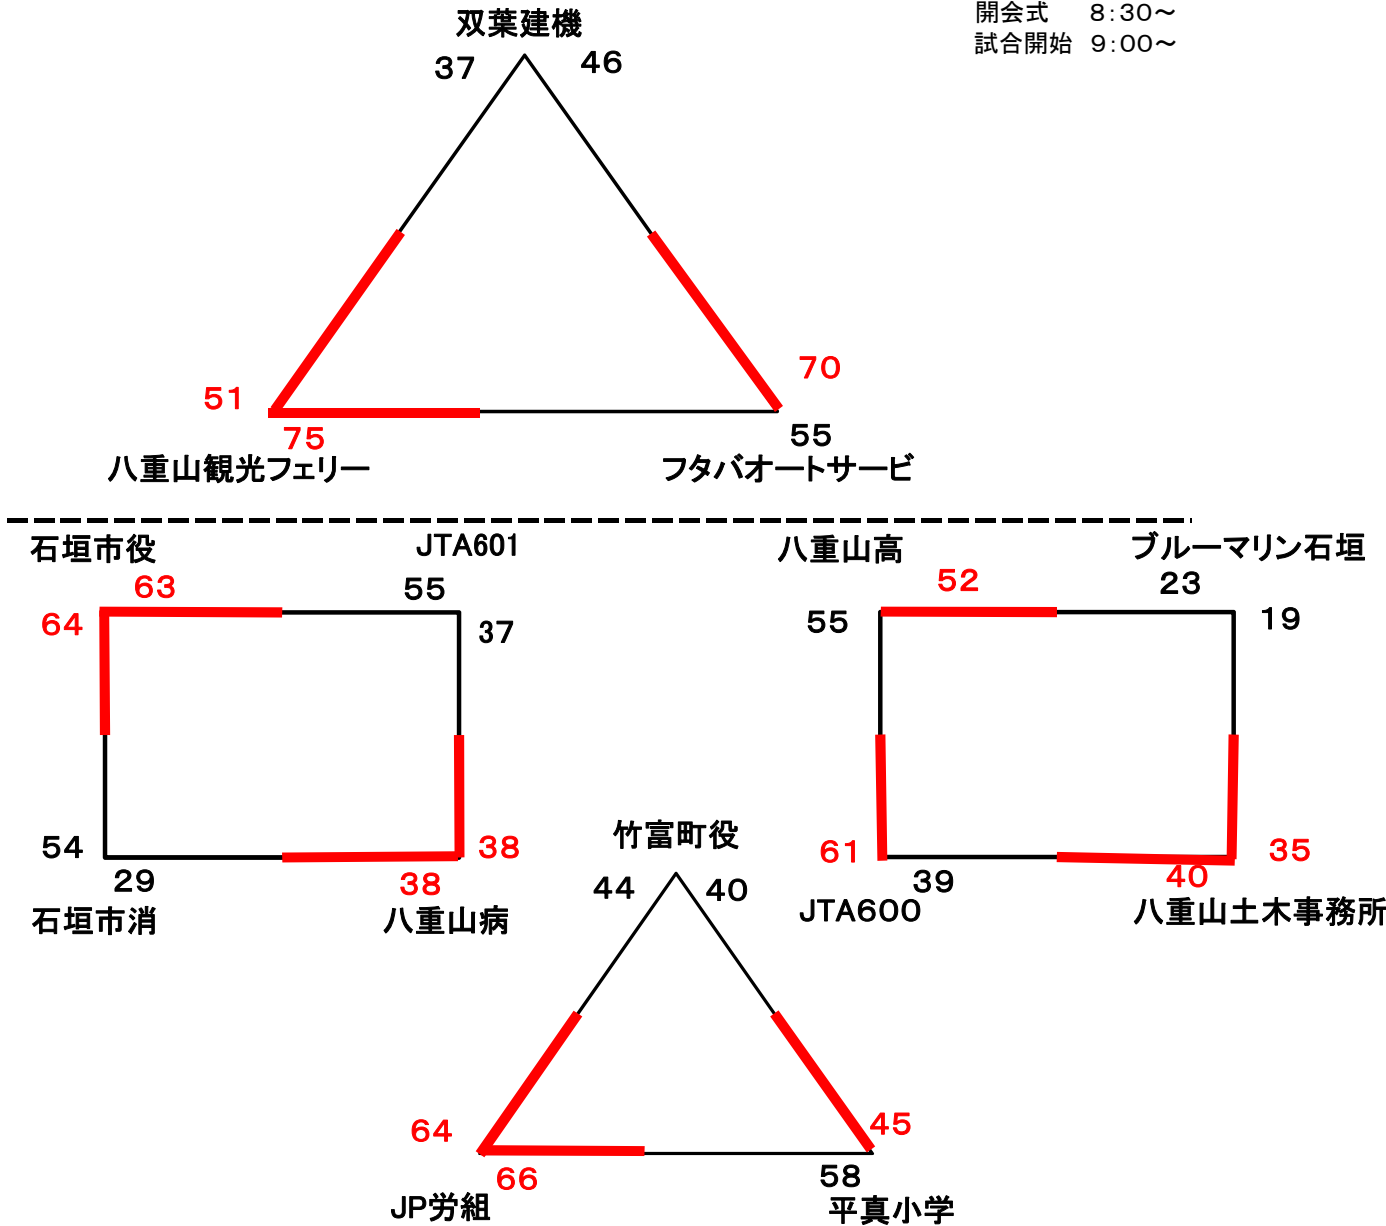 開会式 8:30～
試合開始 9:00～
双葉建機
37 46
51 70
75 55
八重山観光フェリー フタバオートサービ
石垣市役 JTA601
63 55
64 37
54 38
29 38
石垣市消 八重山病
八重山高 ブルーマリン石垣
52 23
55 19
61 35
39 40
JTA600 八重山土木事務所
竹富町役
44 40
64 45
66 58
JP労組 平真小学